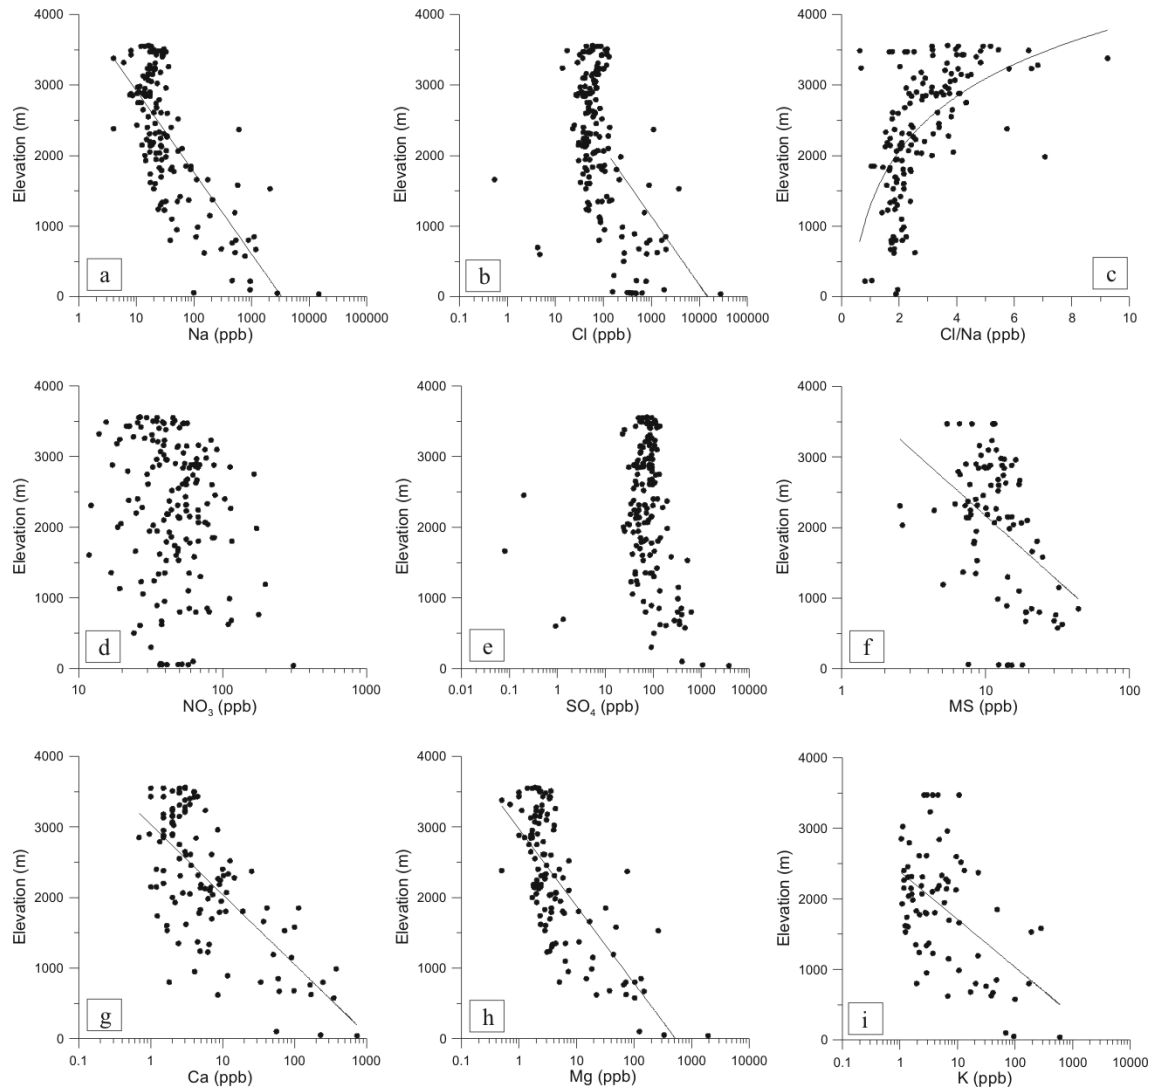 4000 4000 4000
3000 3000 3000
2000 2000 2000
1000 1000 1000
0 0 0
Elevation (m) Elevation (m) Elevation (m)
a b c
1 10 100 1000 10000 100000 0.1 1 10 100 1000 10000 100000 0 2 4 6 8 10
Na (ppb) Cl (ppb) Cl/Na (ppb)
4000 4000 4000
3000 3000 3000
2000 2000 2000
1000 1000 1000
0 0 0
Elevation (m) Elevation (m) Elevation (m)
d e f
10 100 1000 0.01 0.1 1 10 100 1000 10000 1 10 100
NO₃ (ppb) SO₄ (ppb) MS (ppb)
4000 4000 4000
3000 3000 3000
2000 2000 2000
1000 1000 1000
0 0 0
Elevation (m) Elevation (m) Elevation (m)
g h i
0.1 1 10 100 1000 0.1 1 10 100 1000 10000 0.1 1 10 100 1000 10000
Ca (ppb) Mg (ppb) K (ppb)